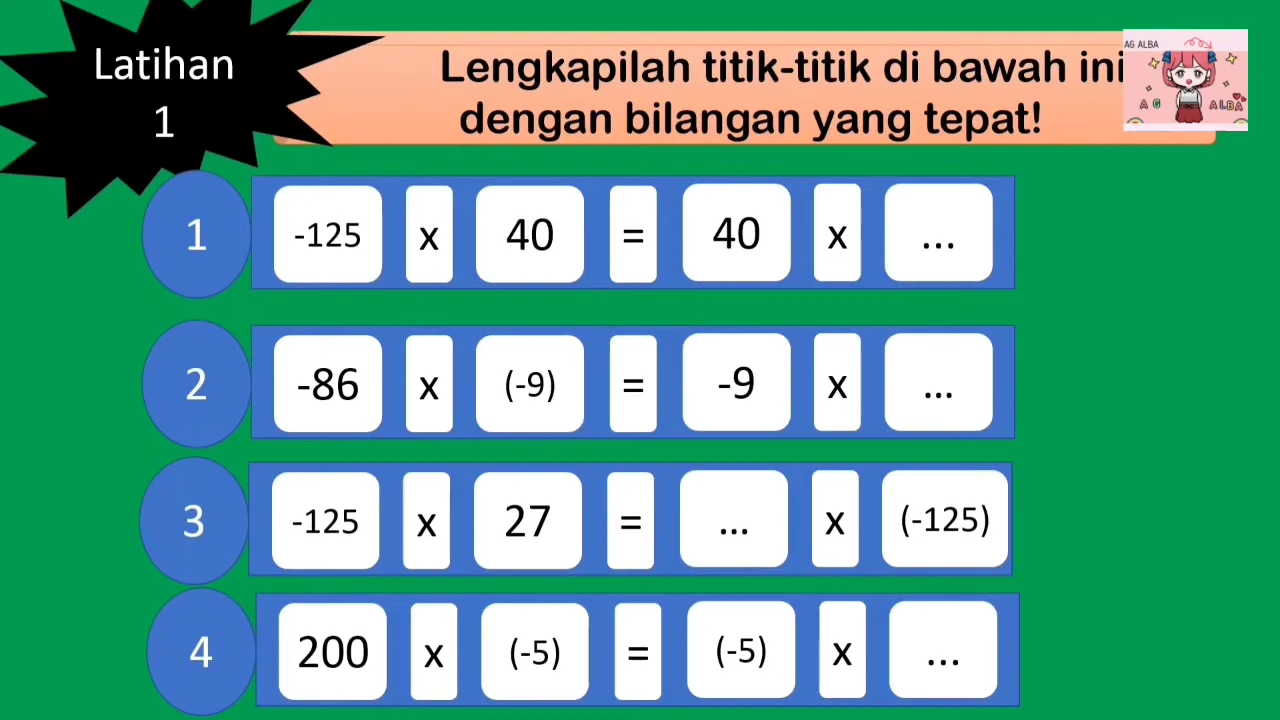 Latihan
1
Lengkapilah titik-titik di bawah ini
dengan bilangan yang tepat!
AG ALBA
A G ALBA
1 -125 x 40 = 40 x ...
2 -86 x (-9) = -9 x ...
3 -125 x 27 = ... x (-125)
4 200 x (-5) = (-5) x ...